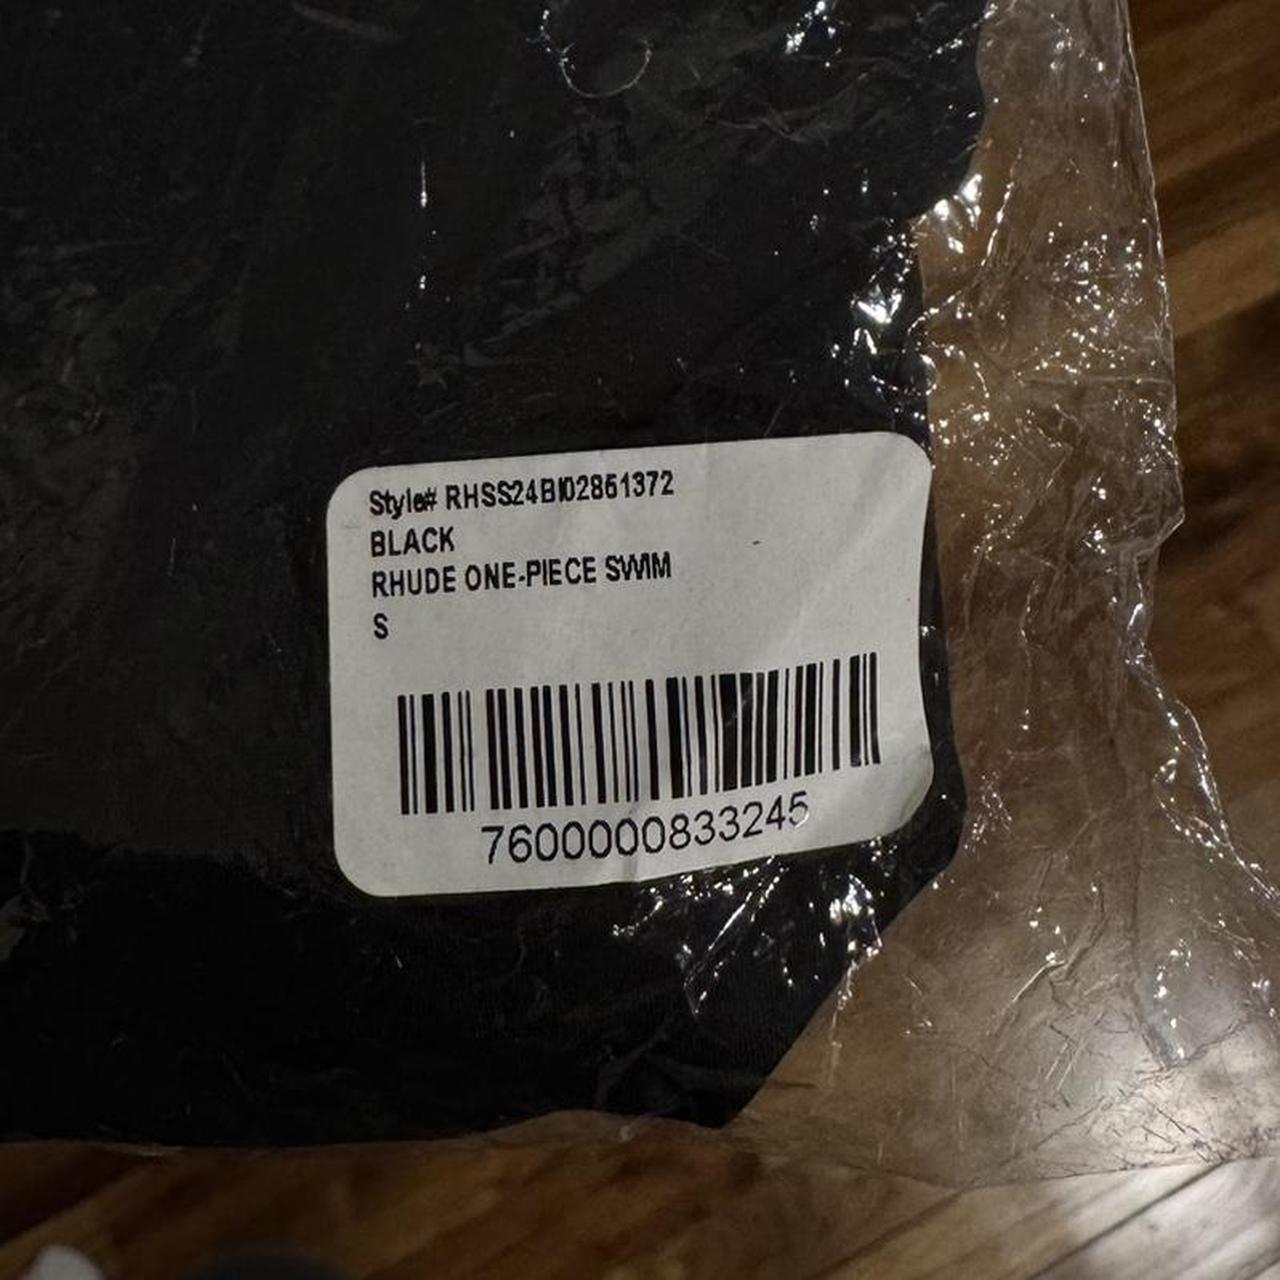 Style# RHSS24BI02861372
BLACK
RHUDE ONE-PIECE SWIM
S
7600000833245